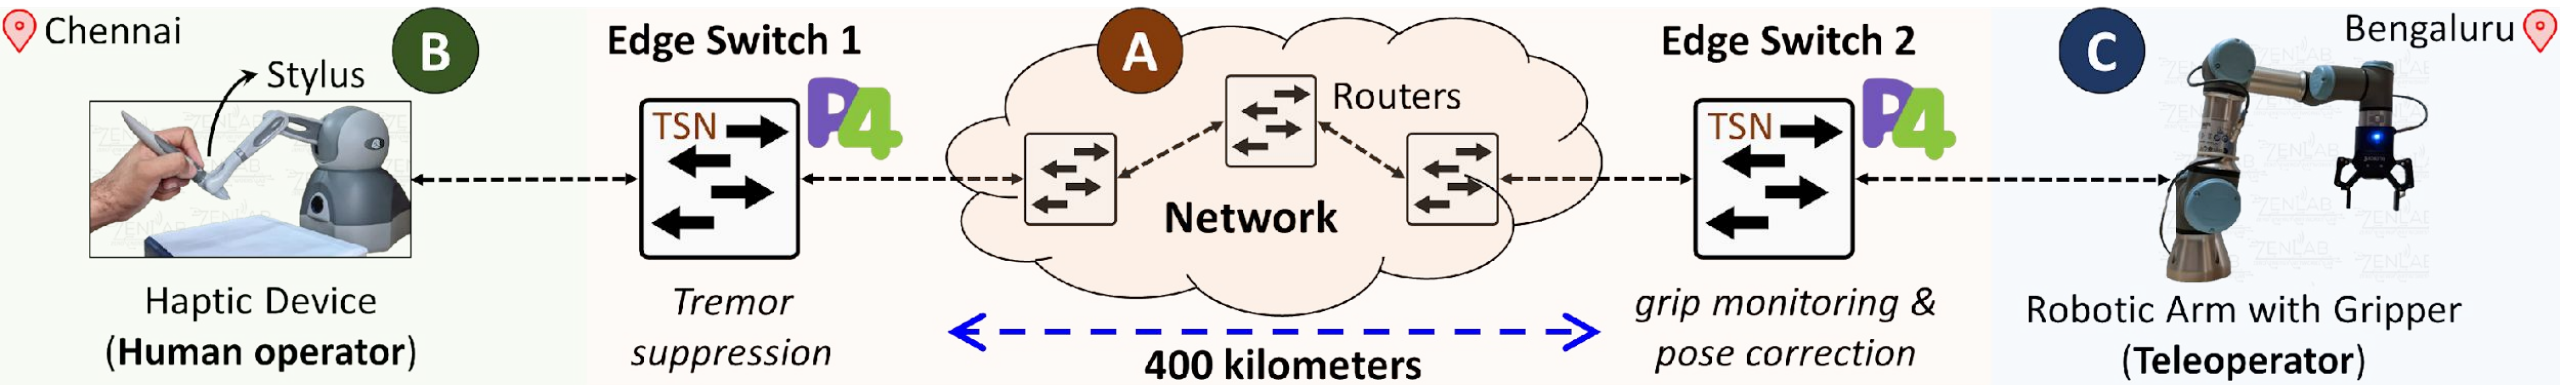 Chennai
Stylus
B
Haptic Device
(Human operator)
Edge Switch 1
TSN
P4
Tremor
suppression
A
Routers
Network
400 kilometers
Edge Switch 2
TSN
P4
grip monitoring &
pose correction
C
Bengaluru
Robotic Arm with Gripper
(Teleoperator)
ZENLAB